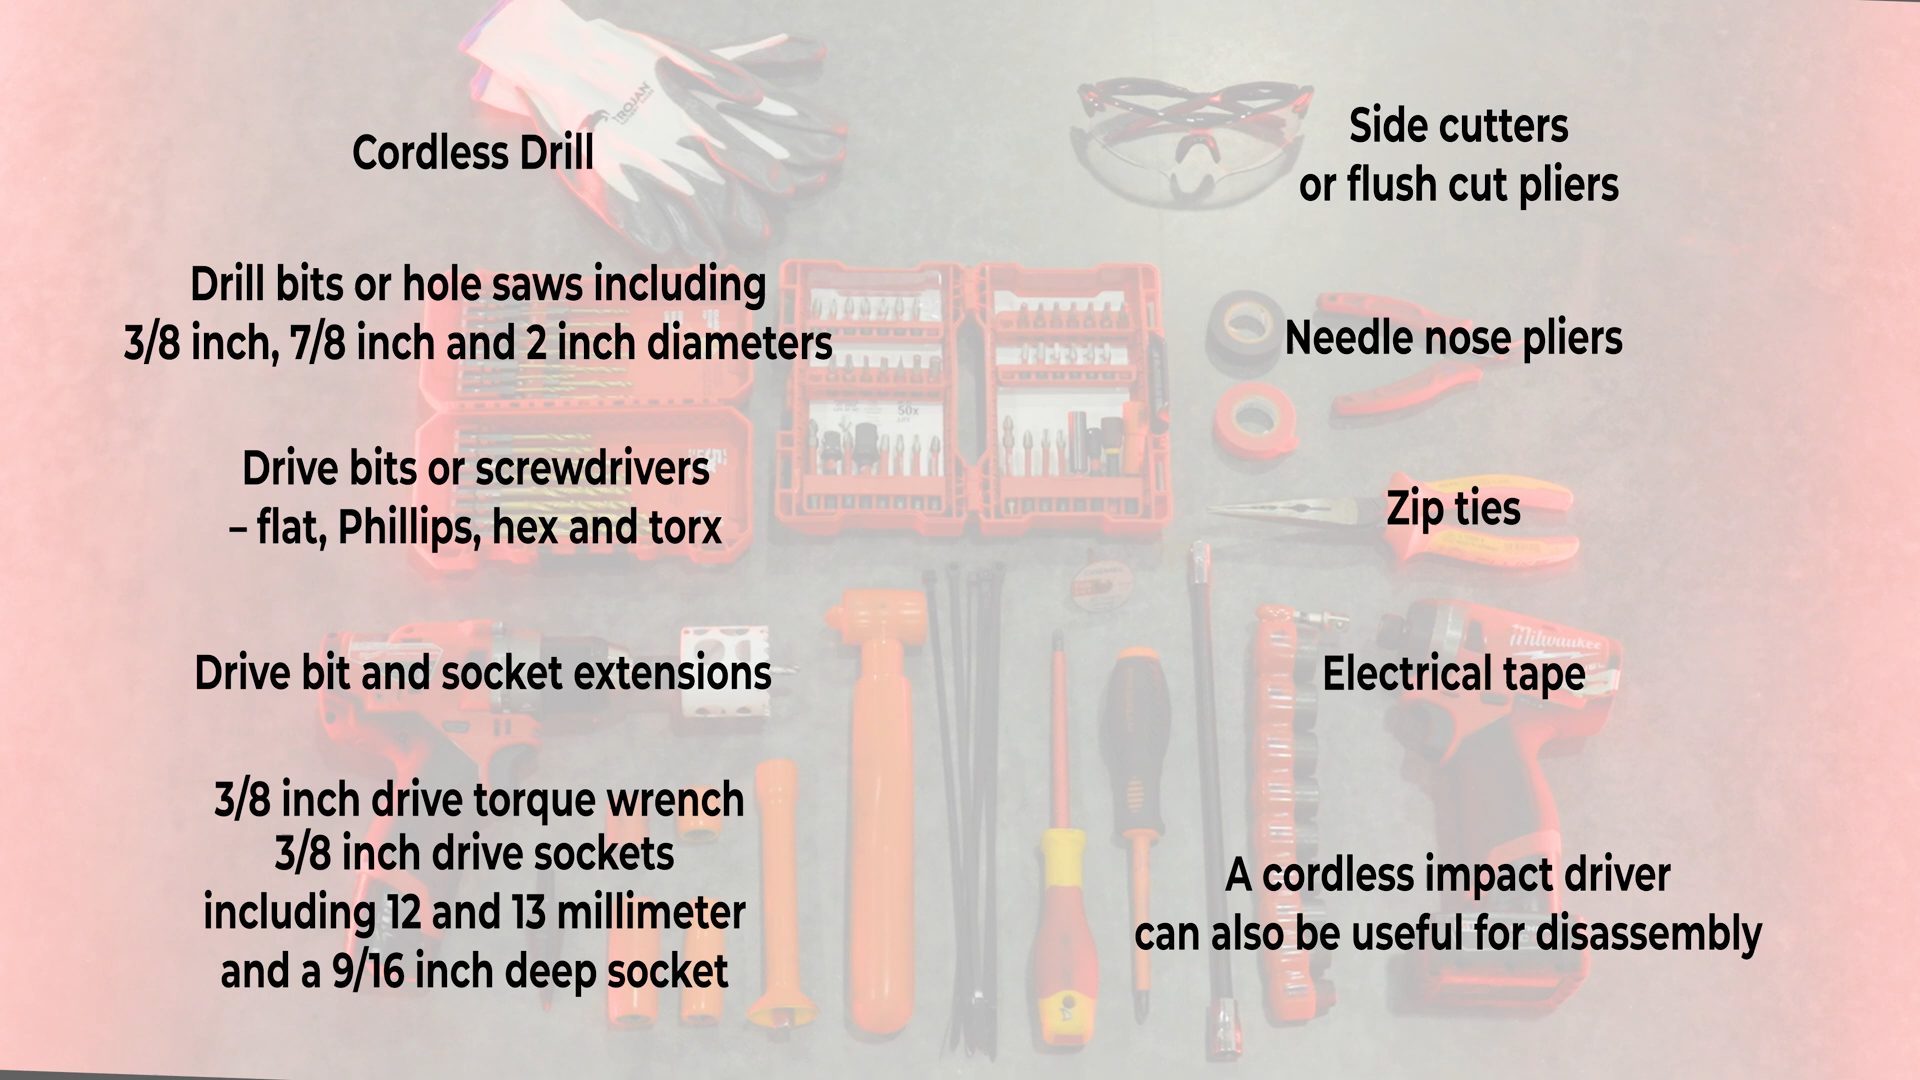 Cordless Drill
Drill bits or hole saws including
3/8 inch, 7/8 inch and 2 inch diameters
Drive bits or screwdrivers
– flat, Phillips, hex and torx
Drive bit and socket extensions
3/8 inch drive torque wrench
3/8 inch drive sockets
including 12 and 13 millimeter
and a 9/16 inch deep socket
Side cutters
or flush cut pliers
Needle nose pliers
Zip ties
Electrical tape
A cordless impact driver
can also be useful for disassembly
TROJAN
50x
Milwaukee